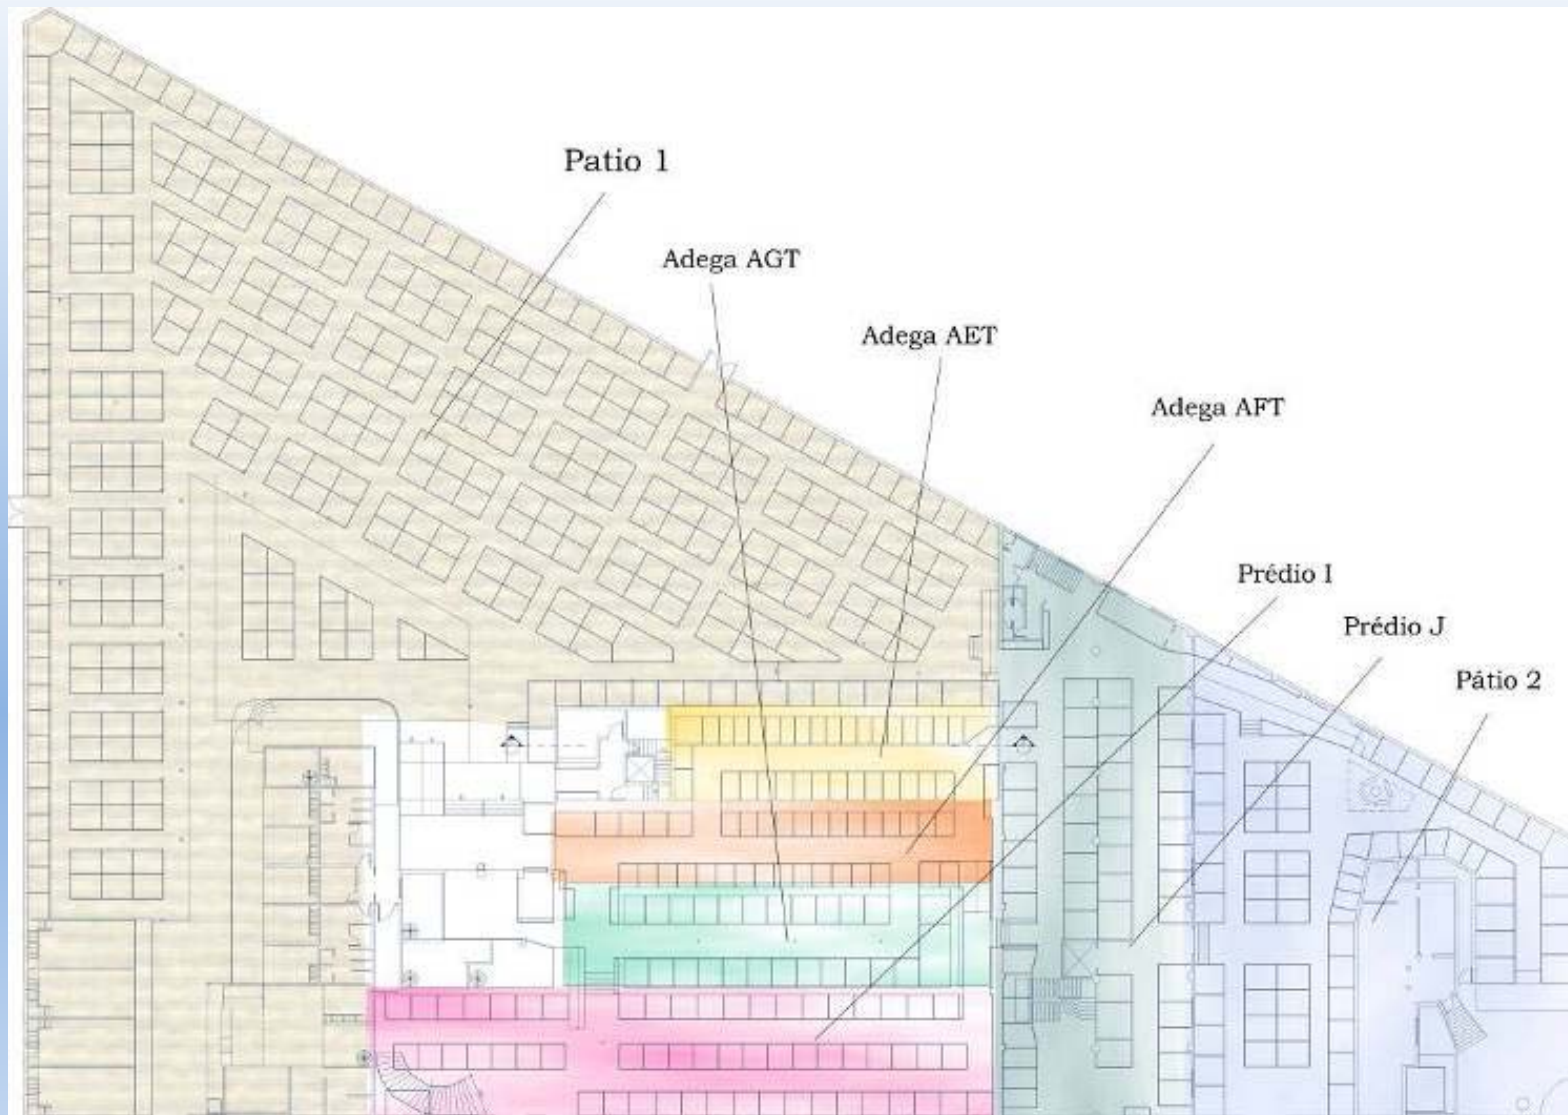 Patio 1
Adega AGT
Adega AET
Adega AFT
Prédio I
Prédio J
Pátio 2